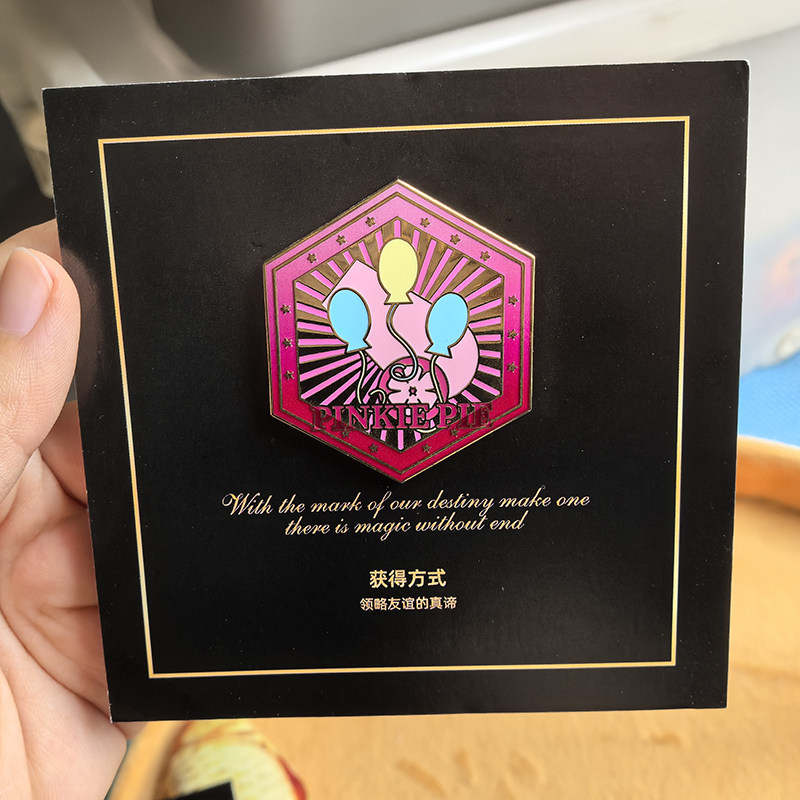 PINKIE PIE
With the mark of our destiny make one
there is magic without end
获得方式
领略友谊的真谛